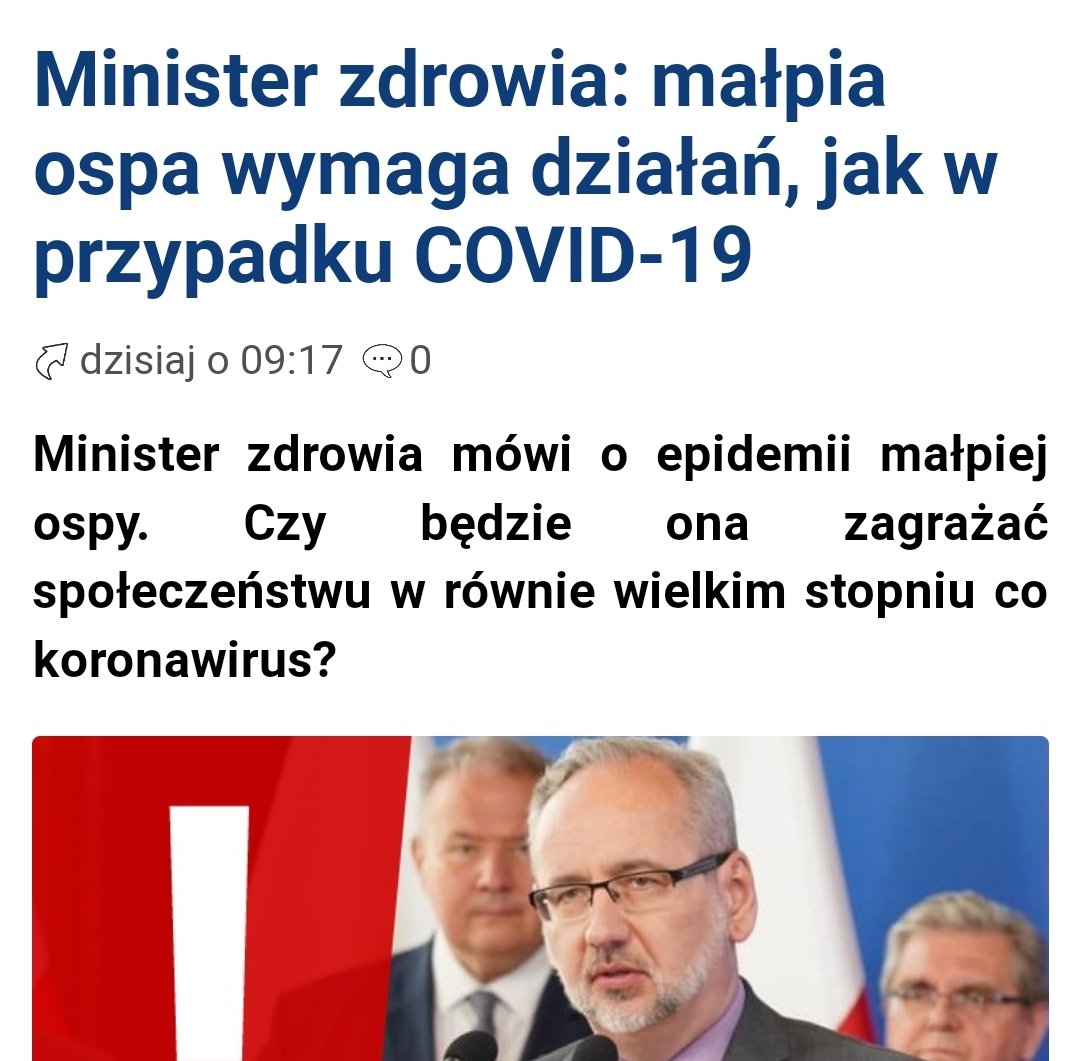 Minister zdrowia: małpia
ospa wymaga działań, jak w
przypadku COVID-19
dzisiaj o 09:17 0
Minister zdrowia mówi o epidemii małpiej
ospy. Czy będzie ona zagrażać
społeczeństwu w równie wielkim stopniu co
koronawirus?
!